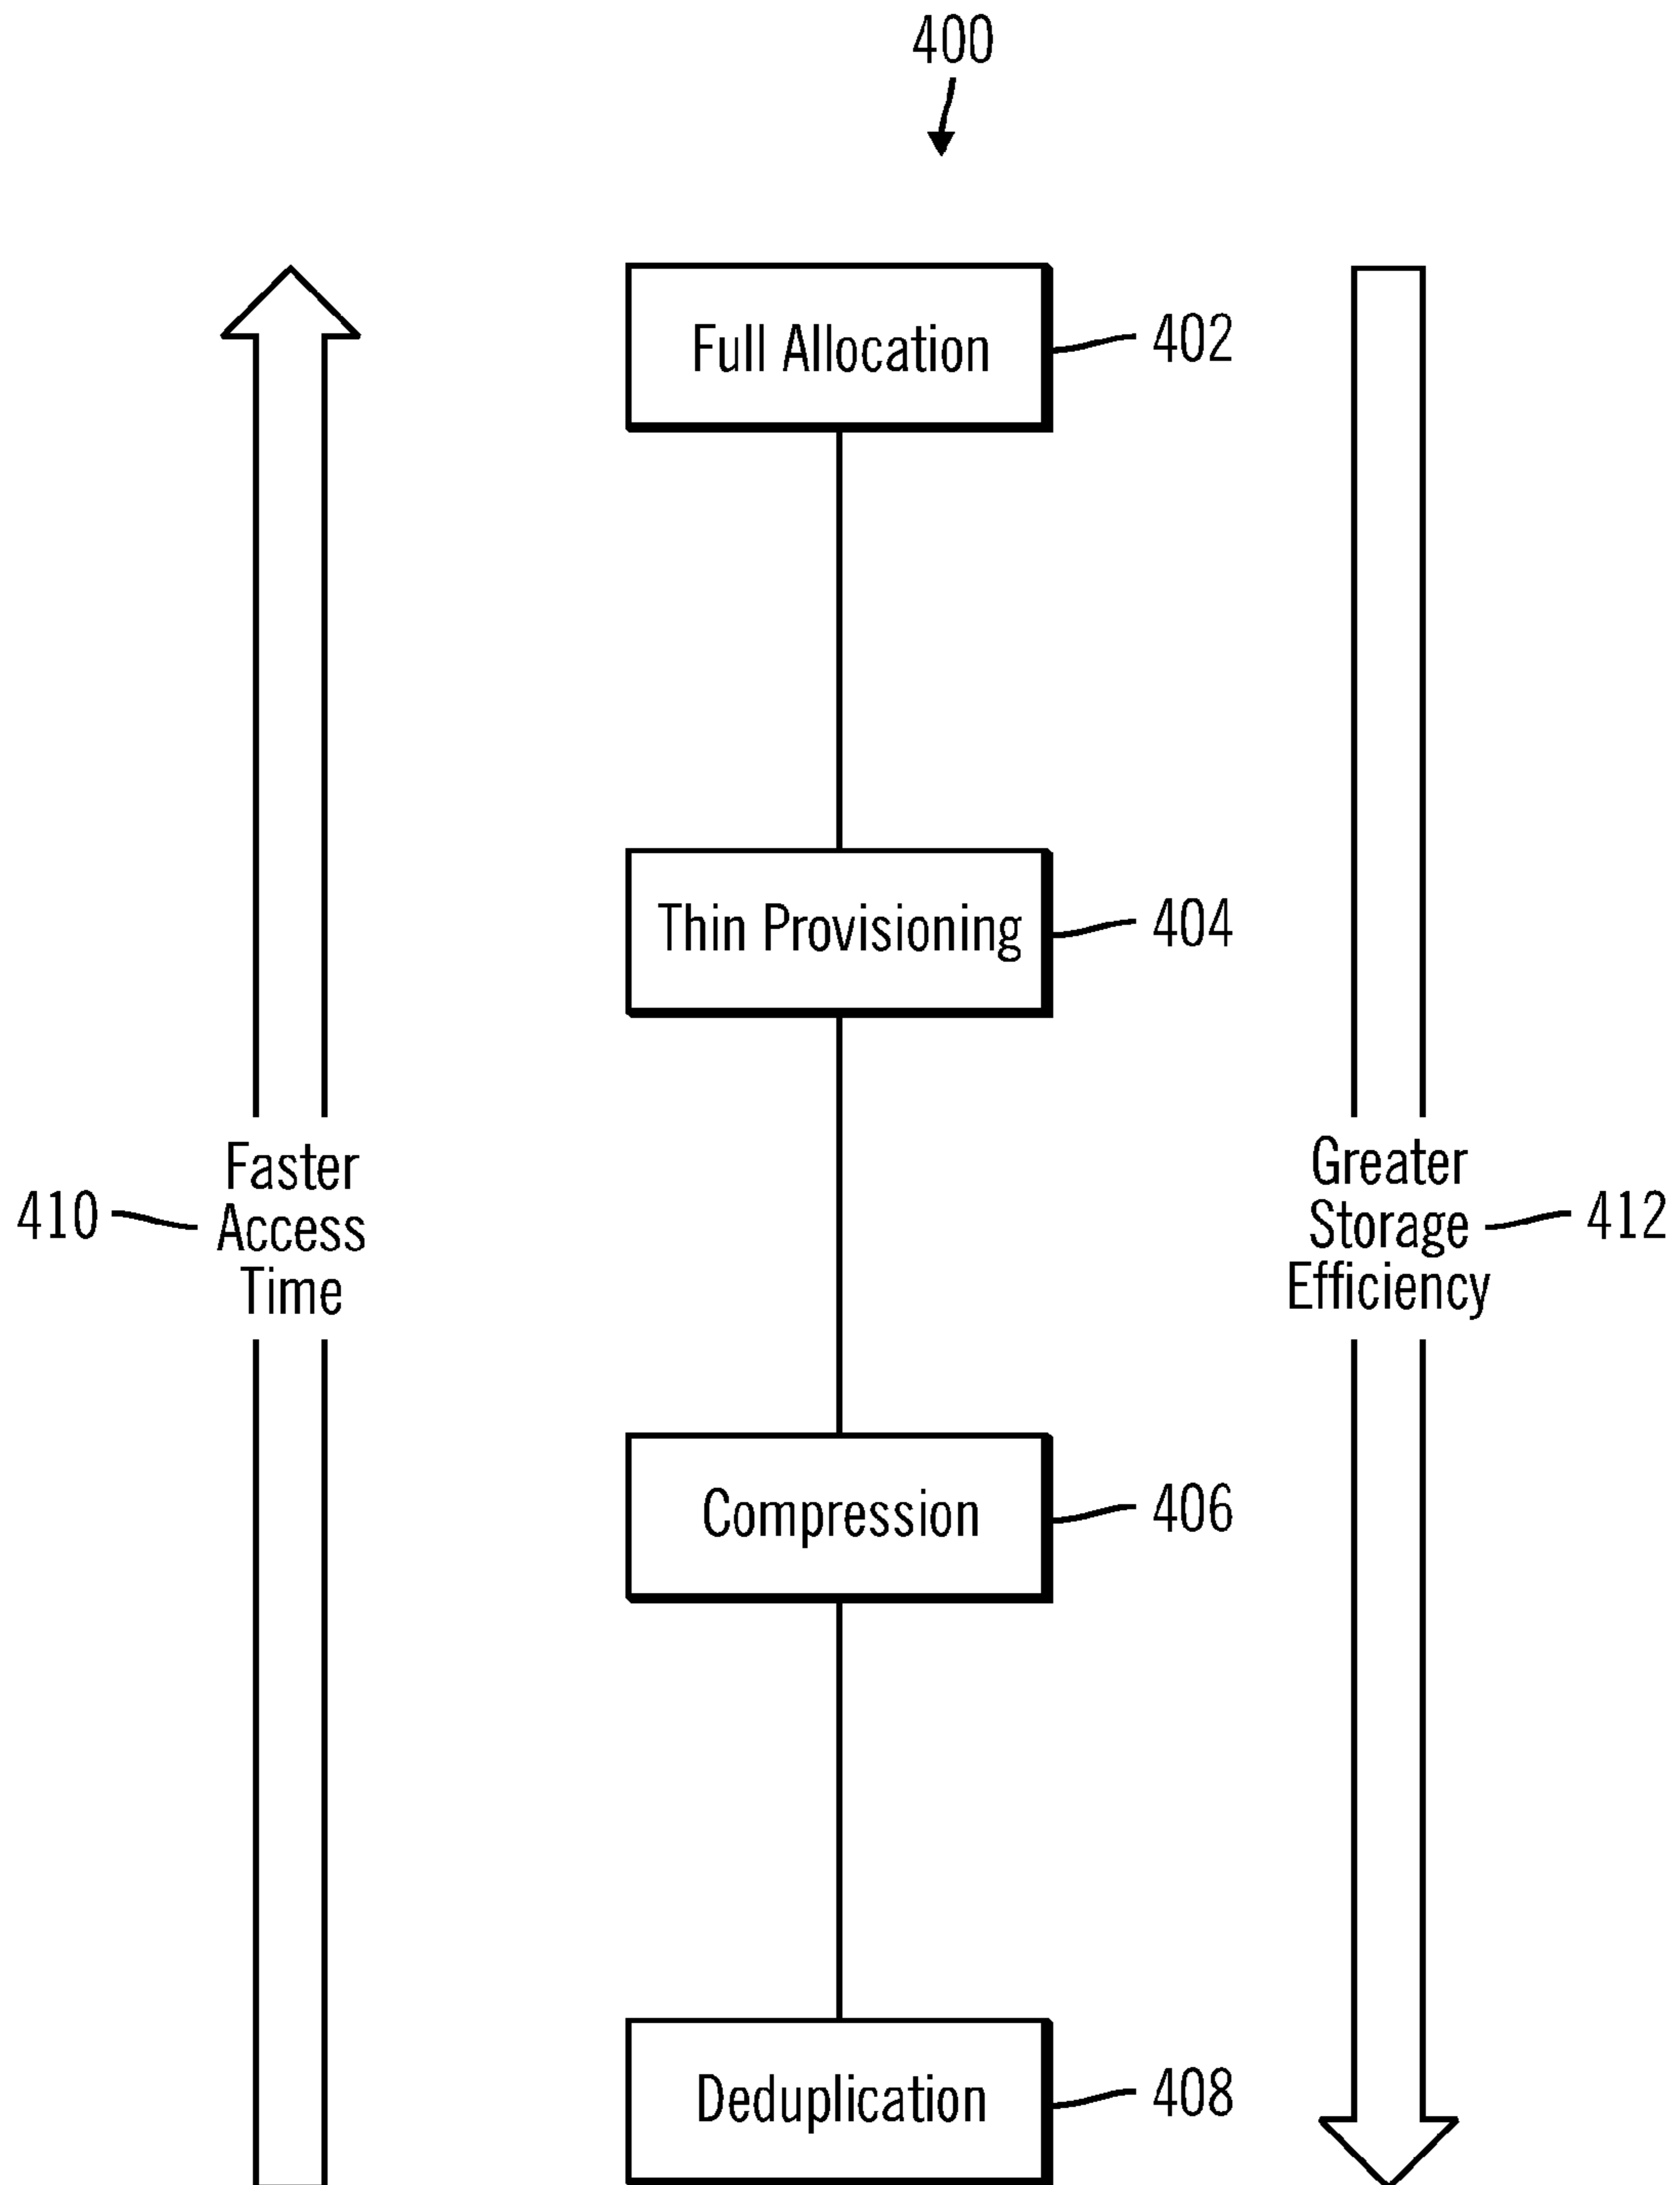 400
Full Allocation
402
Thin Provisioning
404
Faster
Access
Time
410
Greater
Storage
Efficiency
412
Compression
406
Deduplication
408